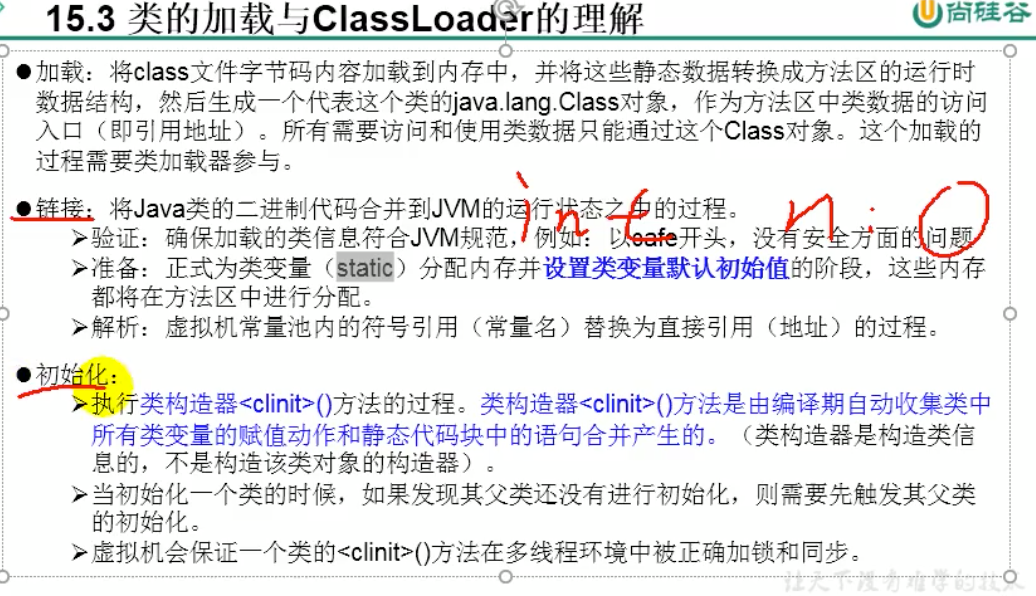 15.3 类的加载与ClassLoader的理解
尚硅谷
●加载：将class文件字节码内容加载到内存中，并将这些静态数据转换成方法区的运行时
数据结构，然后生成一个代表这个类的java.lang.Class对象，作为方法区中类数据的访问
入口（即引用地址）。所有需要访问和使用类数据只能通过这个Class对象。这个加载的
过程需要类加载器参与。
●链接：将Java类的二进制代码合并到JVM的运行状态之中的过程。
int n: 0
➢验证：确保加载的类信息符合JVM规范，例如：以cafe开头，没有安全方面的问题
➢准备：正式为类变量（static）分配内存并设置类变量默认初始值的阶段，这些内存
都将在方法区中进行分配。
➢解析：虚拟机常量池内的符号引用（常量名）替换为直接引用（地址）的过程。
●初始化：
➢执行类构造器<clinit>()方法的过程。类构造器<clinit>()方法是由编译期自动收集类中
所有类变量的赋值动作和静态代码块中的语句合并产生的。（类构造器是构造类信
息的，不是构造该类对象的构造器）。
➢当初始化一个类的时候，如果发现其父类还没有进行初始化，则需要先触发其父类
的初始化。
➢虚拟机会保证一个类的<clinit>()方法在多线程环境中被正确加锁和同步。
让天下没有难学的技术